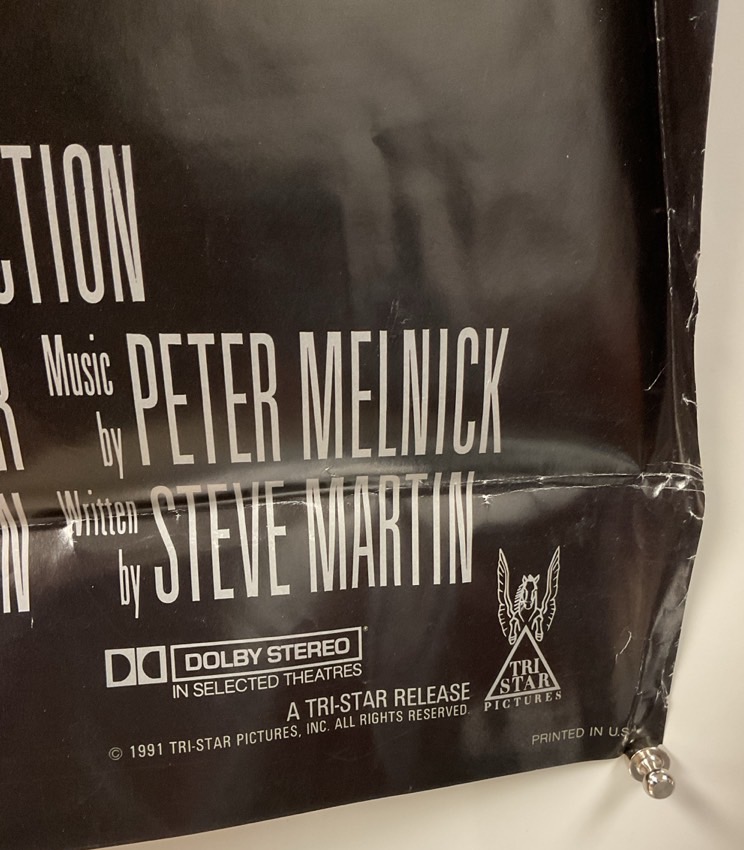 CTION
R Music by PETER MELNICK
N Written by STEVE MARTIN
DOLBY STEREO
IN SELECTED THEATRES
TRI
STAR
PICTURES
A TRI-STAR RELEASE
© 1991 TRI-STAR PICTURES, INC. ALL RIGHTS RESERVED.
PRINTED IN U.S.